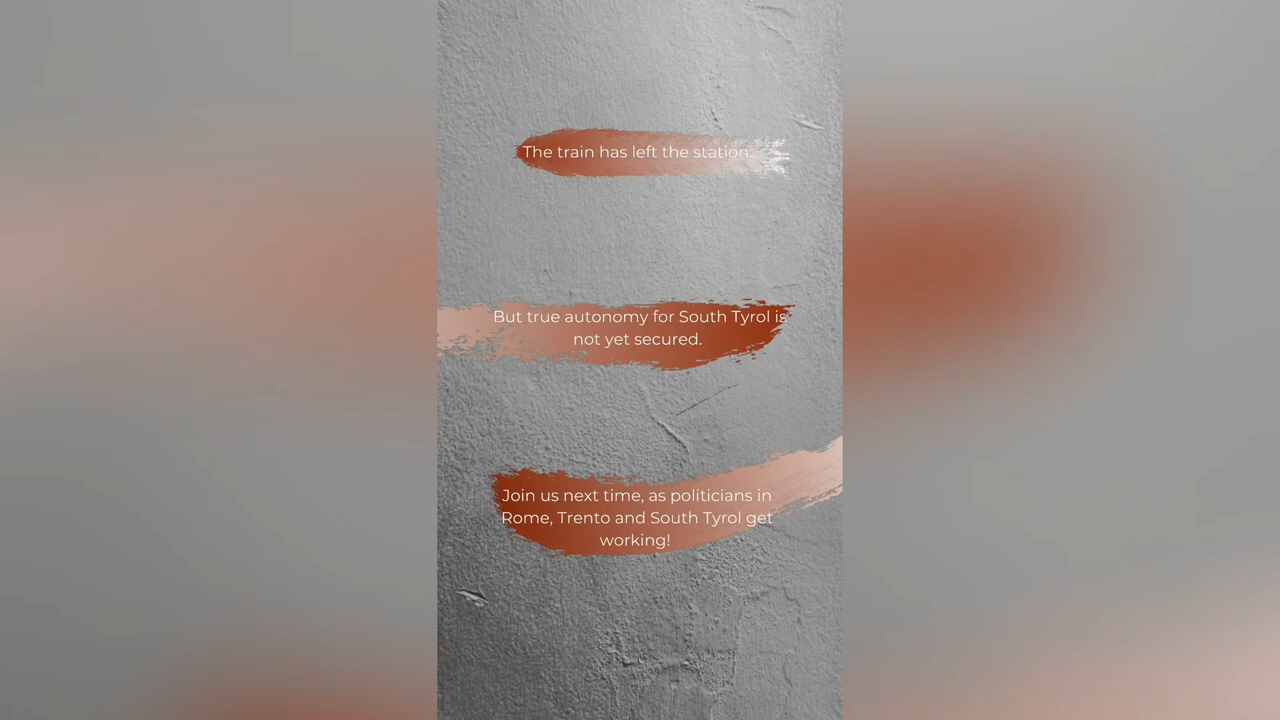 The train has left the station.
But true autonomy for South Tyrol is
not yet secured.
Join us next time, as politicians in
Rome, Trento and South Tyrol get
working!